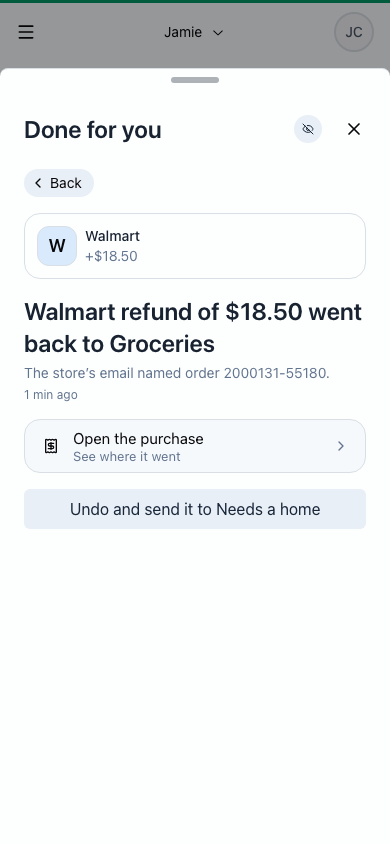 Jamie
JC
Done for you
Back
W
Walmart
+$18.50
Walmart refund of $18.50 went
back to Groceries
The store's email named order 2000131-55180.
1 min ago
Open the purchase
See where it went
Undo and send it to Needs a home